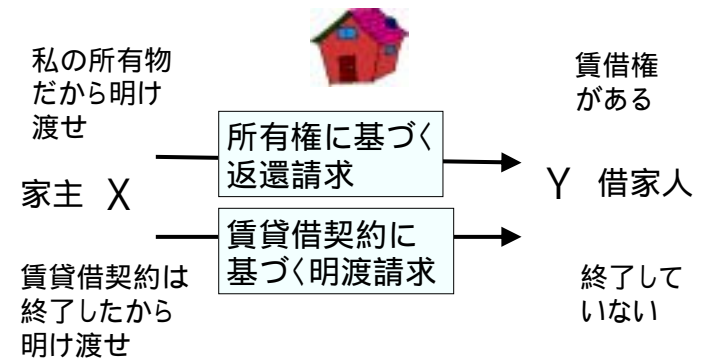 私の所有物
だから明け
渡せ
賃借権
がある
所有権に基づく
返還請求
家主 X
Y 借家人
賃貸借契約に
基づく明渡請求
賃貸借契約は
終了したから
明け渡せ
終了して
いない